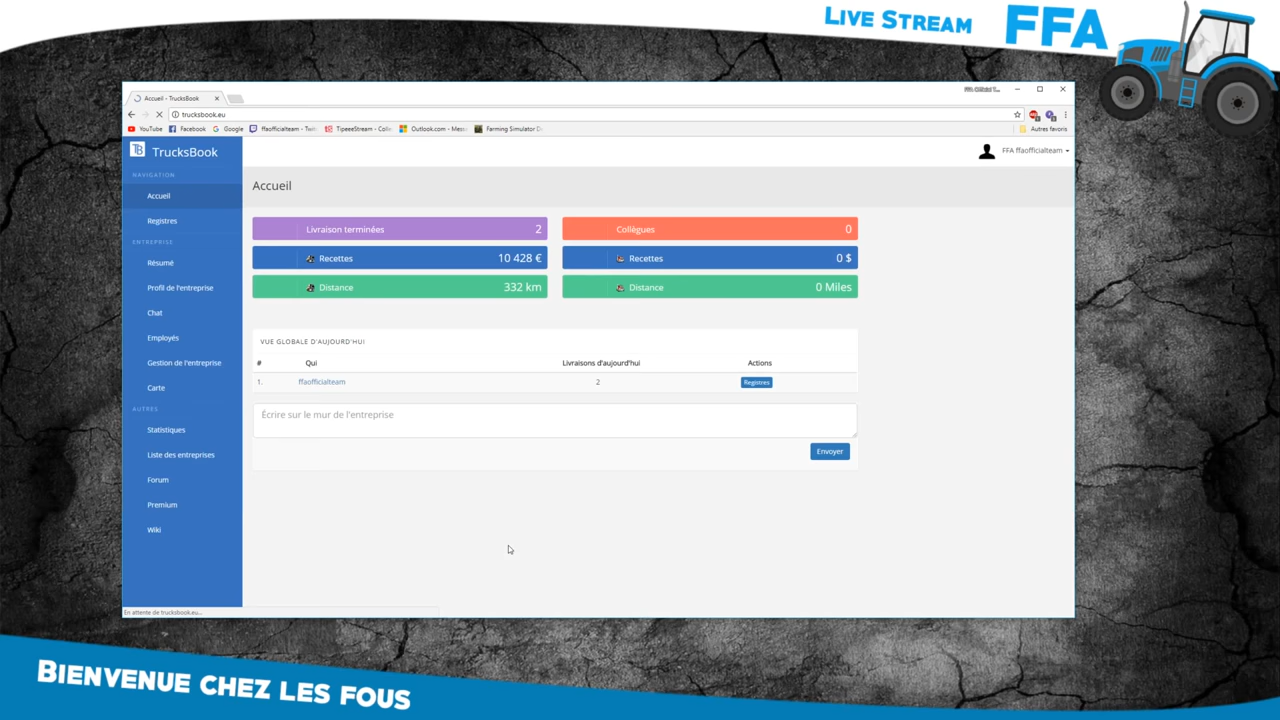 LIVE STREAM FFA
Accueil - TrucksBook
trucksbook.eu
YouTube Facebook Google ffaofficialteam - Twi TipeeeStream - Coll Outlook.com - Mess Farming Simulator
Autres favoris
TB TrucksBook
FFA ffaofficialteam
NAVIGATION
Accueil
Registres
ENTREPRISE
Résumé
Profil de l'entreprise
Chat
Employés
Gestion de l'entreprise
Carte
AUTRES
Statistiques
Liste des entreprises
Forum
Premium
Wiki
Accueil
Livraison terminées 2
Collègues 0
Recettes 10 428 €
Recettes 0 $
Distance 332 km
Distance 0 Miles
VUE GLOBALE D'AUJOURD'HUI
# Qui Livraisons d'aujourd'hui Actions
1. ffaofficialteam 2 Registres
Écrire sur le mur de l'entreprise
Envoyer
En attente de trucksbook.eu...
BIENVENUE CHEZ LES FOUS